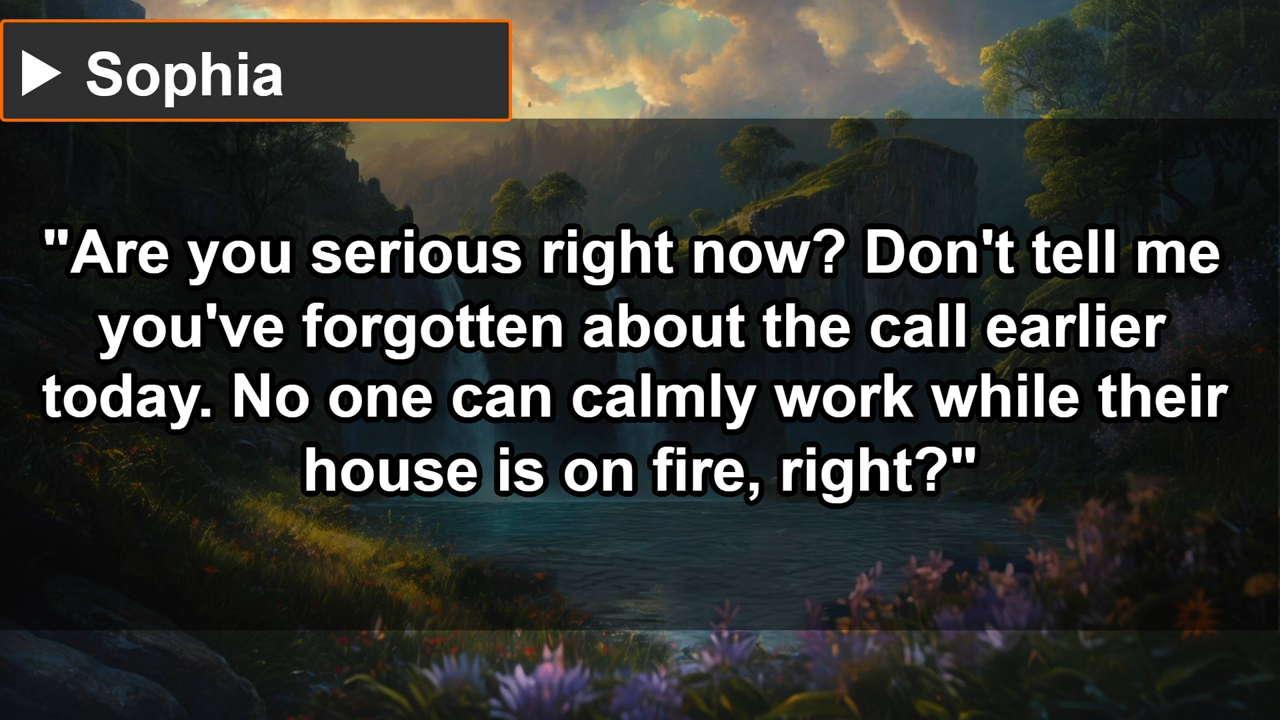 Sophia
"Are you serious right now? Don't tell me
you've forgotten about the call earlier
today. No one can calmly work while their
house is on fire, right?"